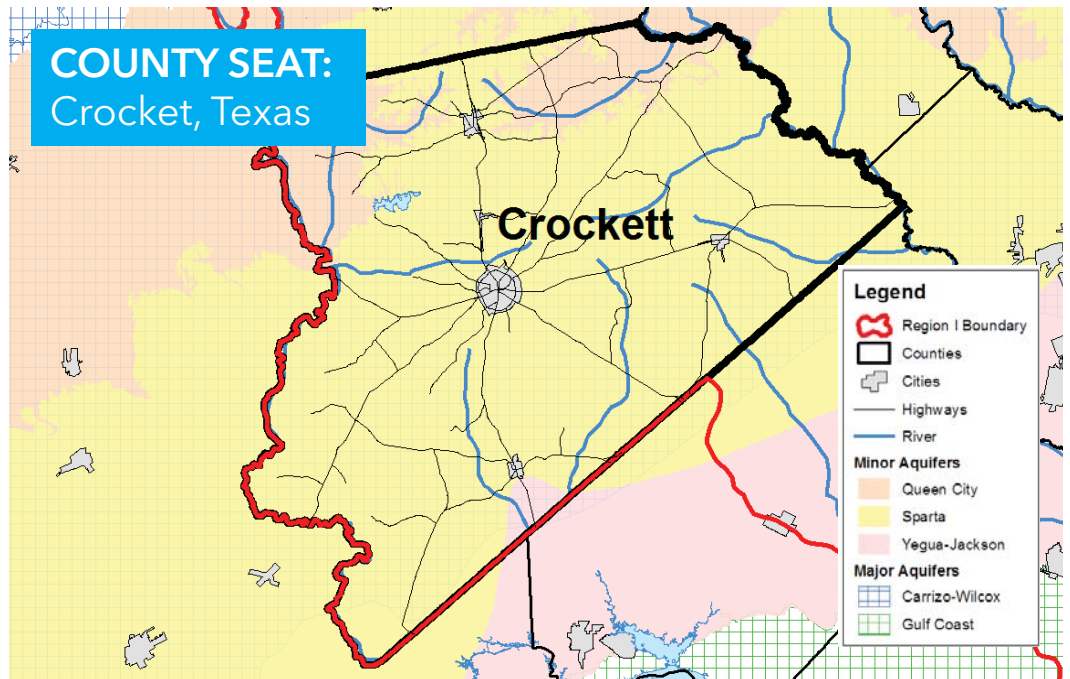 COUNTY SEAT:
Crocket, Texas
Crockett
Legend
Region I Boundary
Counties
Cities
Highways
River
Minor Aquifers
Queen City
Sparta
Yegua-Jackson
Major Aquifers
Carrizo-Wilcox
Gulf Coast